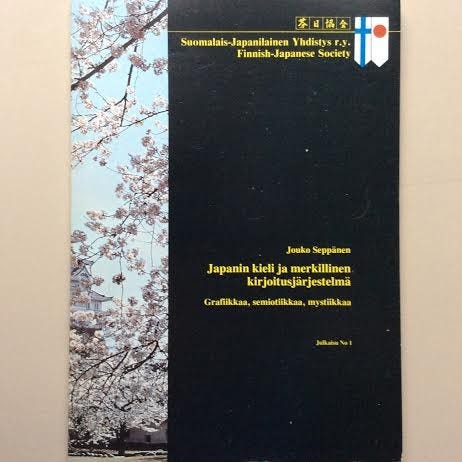 芬日協会
Suomalais-Japanilainen Yhdistys r.y.
Finnish-Japanese Society
Jouko Seppänen
Japanin kieli ja merkillinen
kirjoitusjärjestelmä
Grafiikkaa, semiotiikkaa, mystiikkaa
Julkaisu No 1